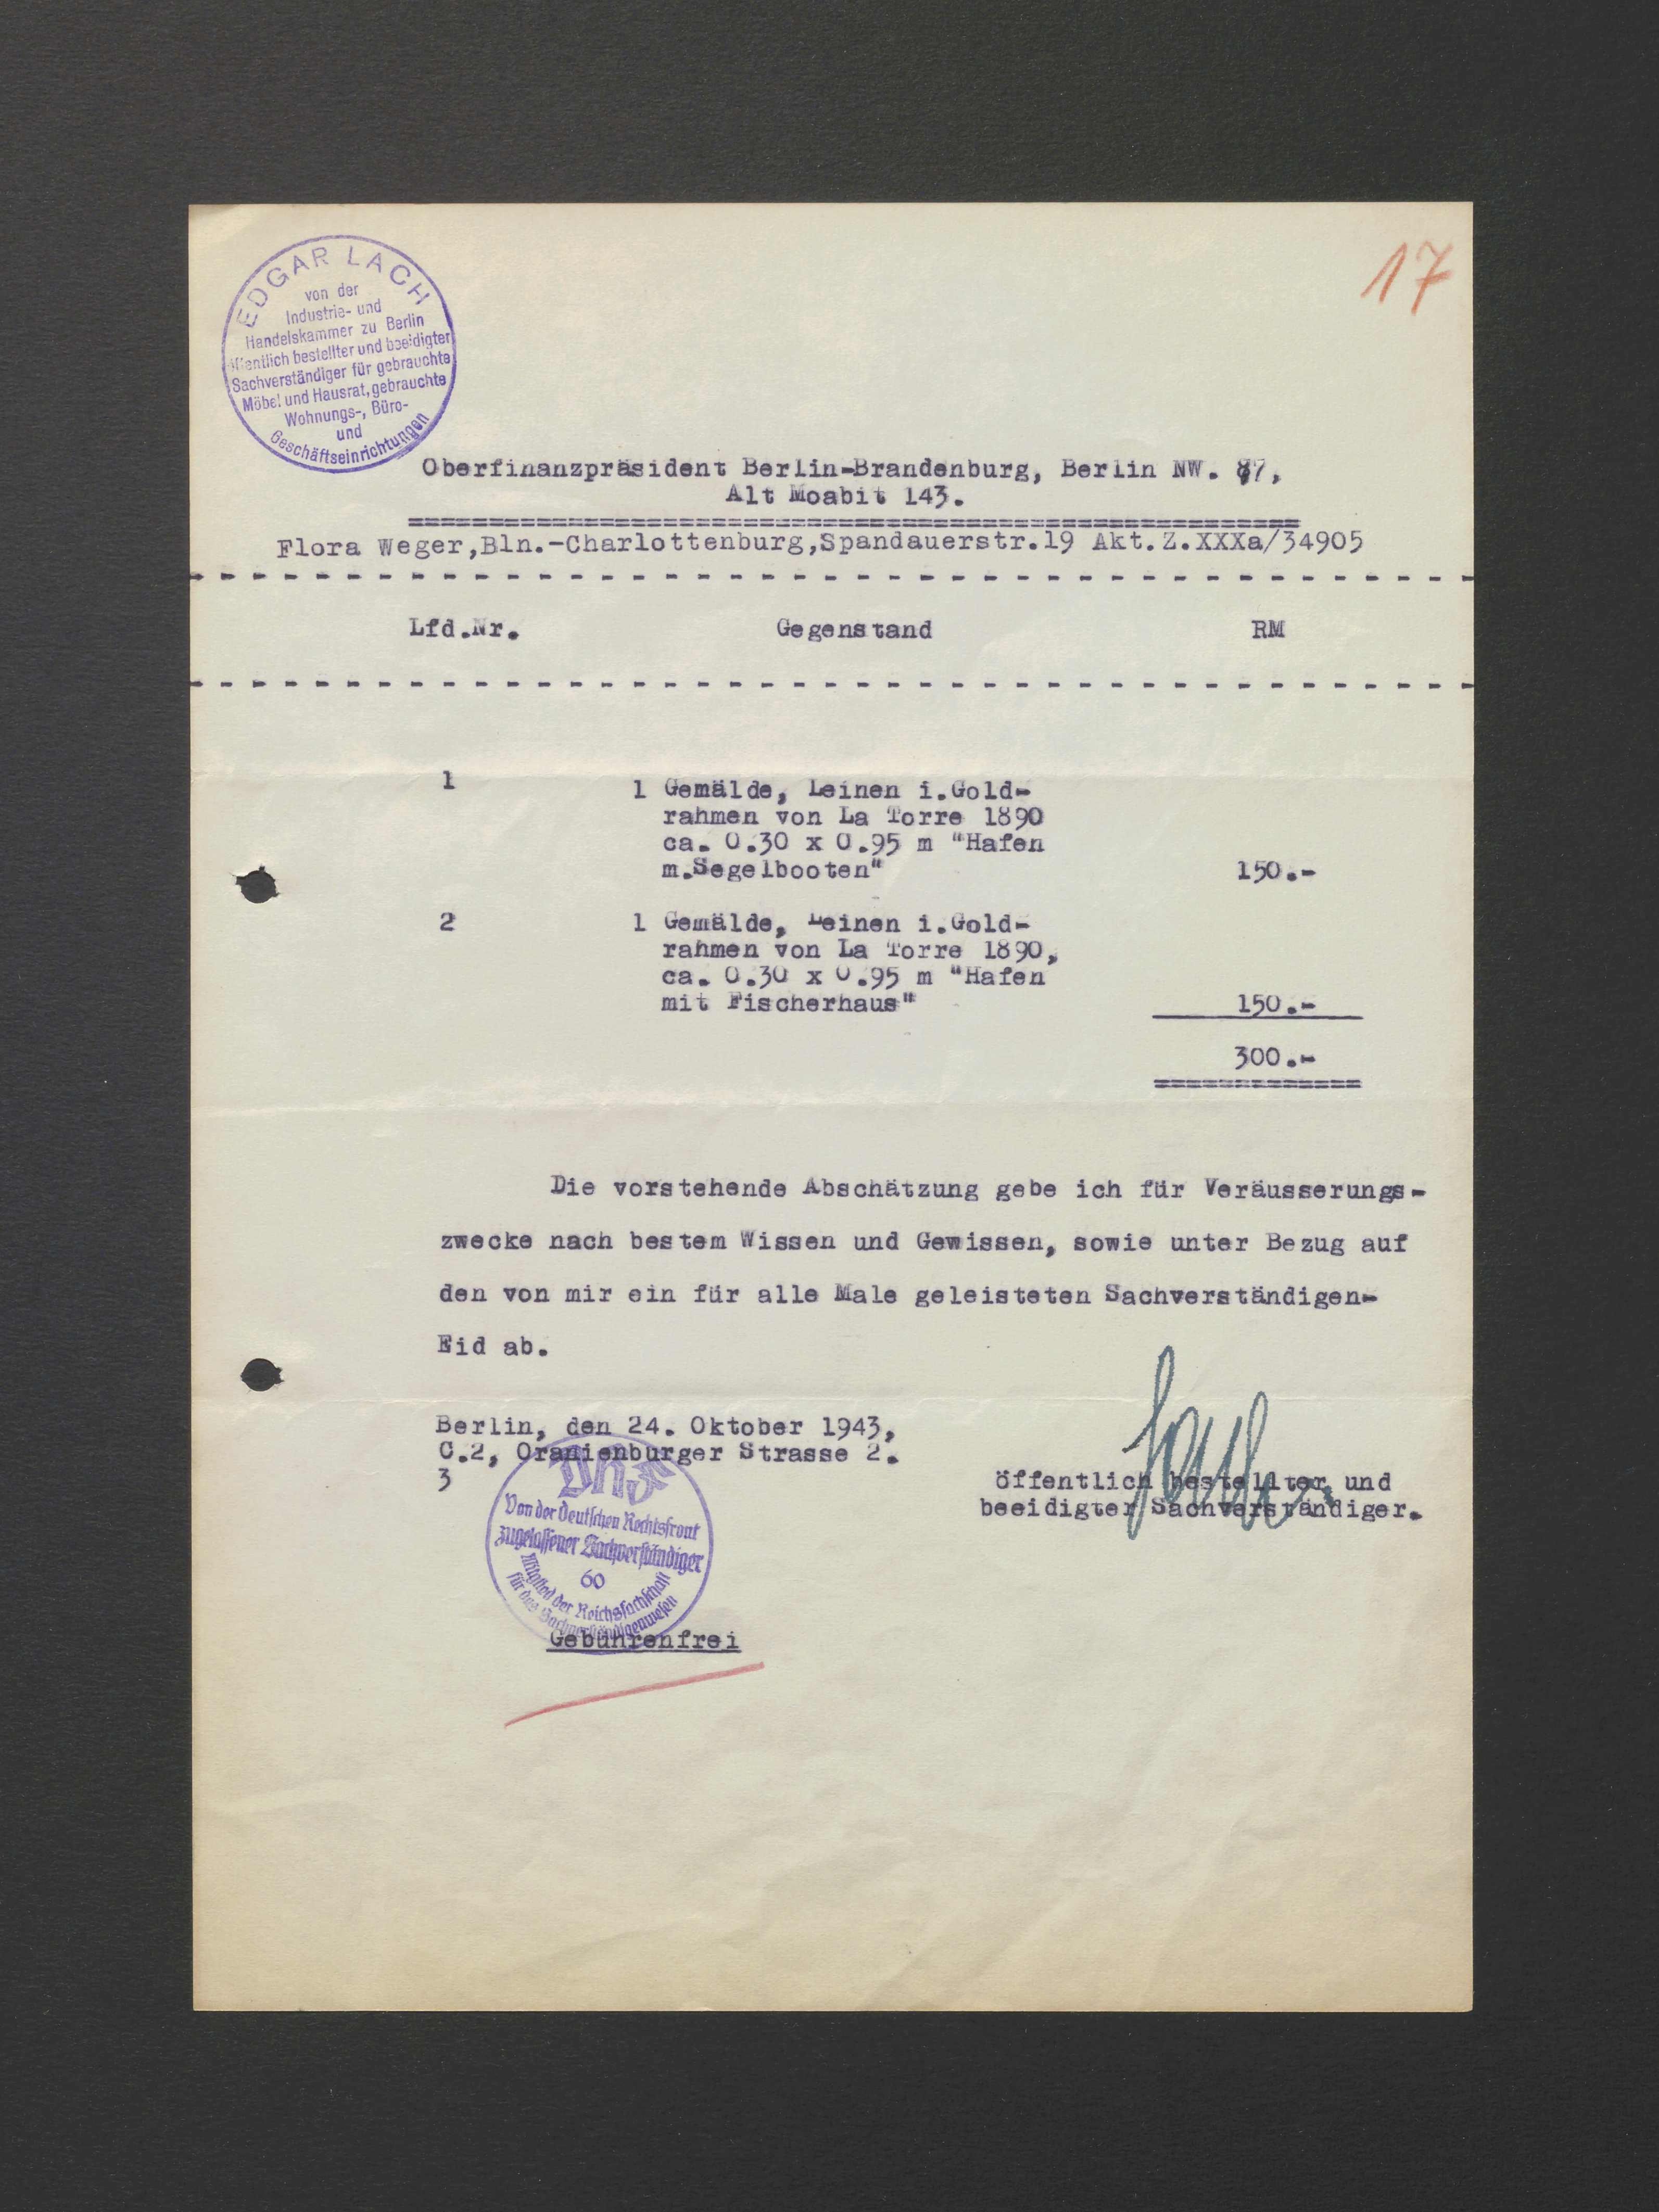 17
EDGAR LACH
von der
Industrie- und
Handelskammer zu Berlin
öffentlich bestellter und beeidigter
Sachverständiger für gebrauchte
Möbel und Hausrat, gebrauchte
Wohnungs-, Büro-
und
Geschäftseinrichtungen
Oberfinanzpräsident Berlin-Brandenburg, Berlin NW. 87,
Alt Moabit 143.
Flora Weger,Bln.-Charlottenburg,Spandauerstr.19 Akt.Z.XXXa/34905
Lfd.Nr. Gegenstand RM
1 1 Gemälde, Leinen i.Gold-
rahmen von La Torre 1890
ca. 0.30 x 0.95 m "Hafen
m.Segelbooten" 150.-
2 1 Gemälde, Leinen i.Gold-
rahmen von La Torre 1890,
ca. 0.30 x 0.95 m "Hafen
mit Fischerhaus" 150.-
300.-
Die vorstehende Abschätzung gebe ich für Veräusserungs-
zwecke nach bestem Wissen und Gewissen, sowie unter Bezug auf
den von mir ein für alle Male geleisteten Sachverständigen-
Eid ab.
Berlin, den 24. Oktober 1943,
C.2, Oranienburger Strasse 2.
3
öffentlich bestellter und
beeidigter Sachverständiger.
DRF
Von der Deutschen Rechtsfront
zugelassener Sachverständiger
60
Mitglied der Reichsfachschaft
für das Sachverständigenwesen
Gebührenfrei